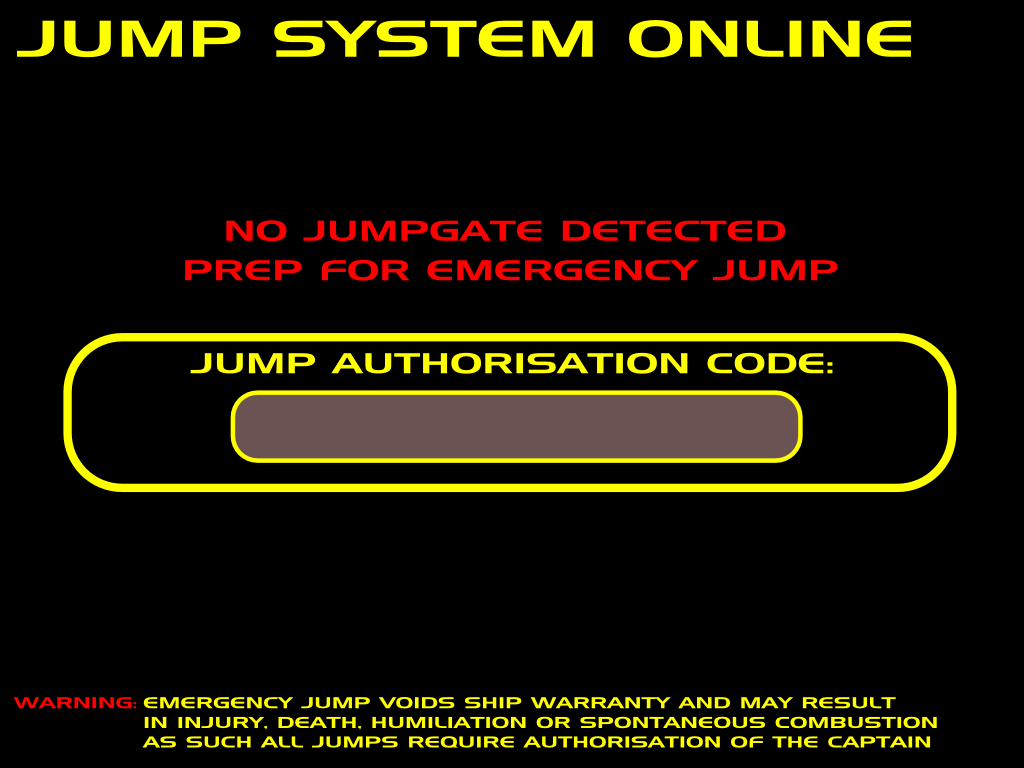 JUMP SYSTEM ONLINE
NO JUMPGATE DETECTED
PREP FOR EMERGENCY JUMP
JUMP AUTHORISATION CODE:
WARNING: EMERGENCY JUMP VOIDS SHIP WARRANTY AND MAY RESULT
IN INJURY, DEATH, HUMILIATION OR SPONTANEOUS COMBUSTION
AS SUCH ALL JUMPS REQUIRE AUTHORISATION OF THE CAPTAIN